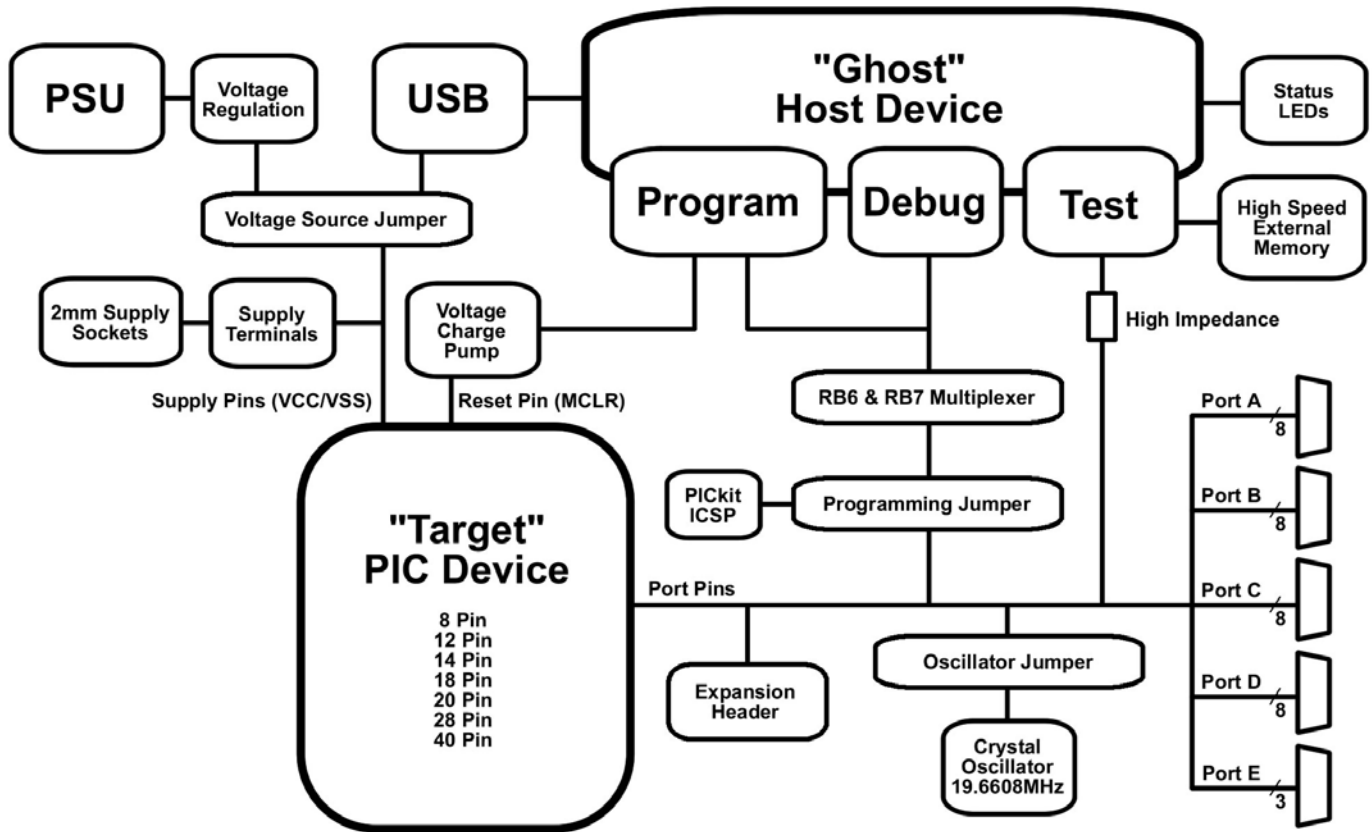 "Ghost"
Host Device
PSU
Voltage
Regulation
USB
Status
LEDs
Program
Debug
Test
Voltage Source Jumper
High Speed
External
Memory
2mm Supply
Sockets
Supply
Terminals
Voltage
Charge
Pump
High Impedance
Supply Pins (VCC/VSS)
Reset Pin (MCLR)
RB6 & RB7 Multiplexer
PICkit
ICSP
Programming Jumper
"Target"
PIC Device
8 Pin
12 Pin
14 Pin
18 Pin
20 Pin
28 Pin
40 Pin
Port Pins
Expansion
Header
Oscillator Jumper
Crystal
Oscillator
19.6608MHz
Port A
8
Port B
8
Port C
8
Port D
8
Port E
3